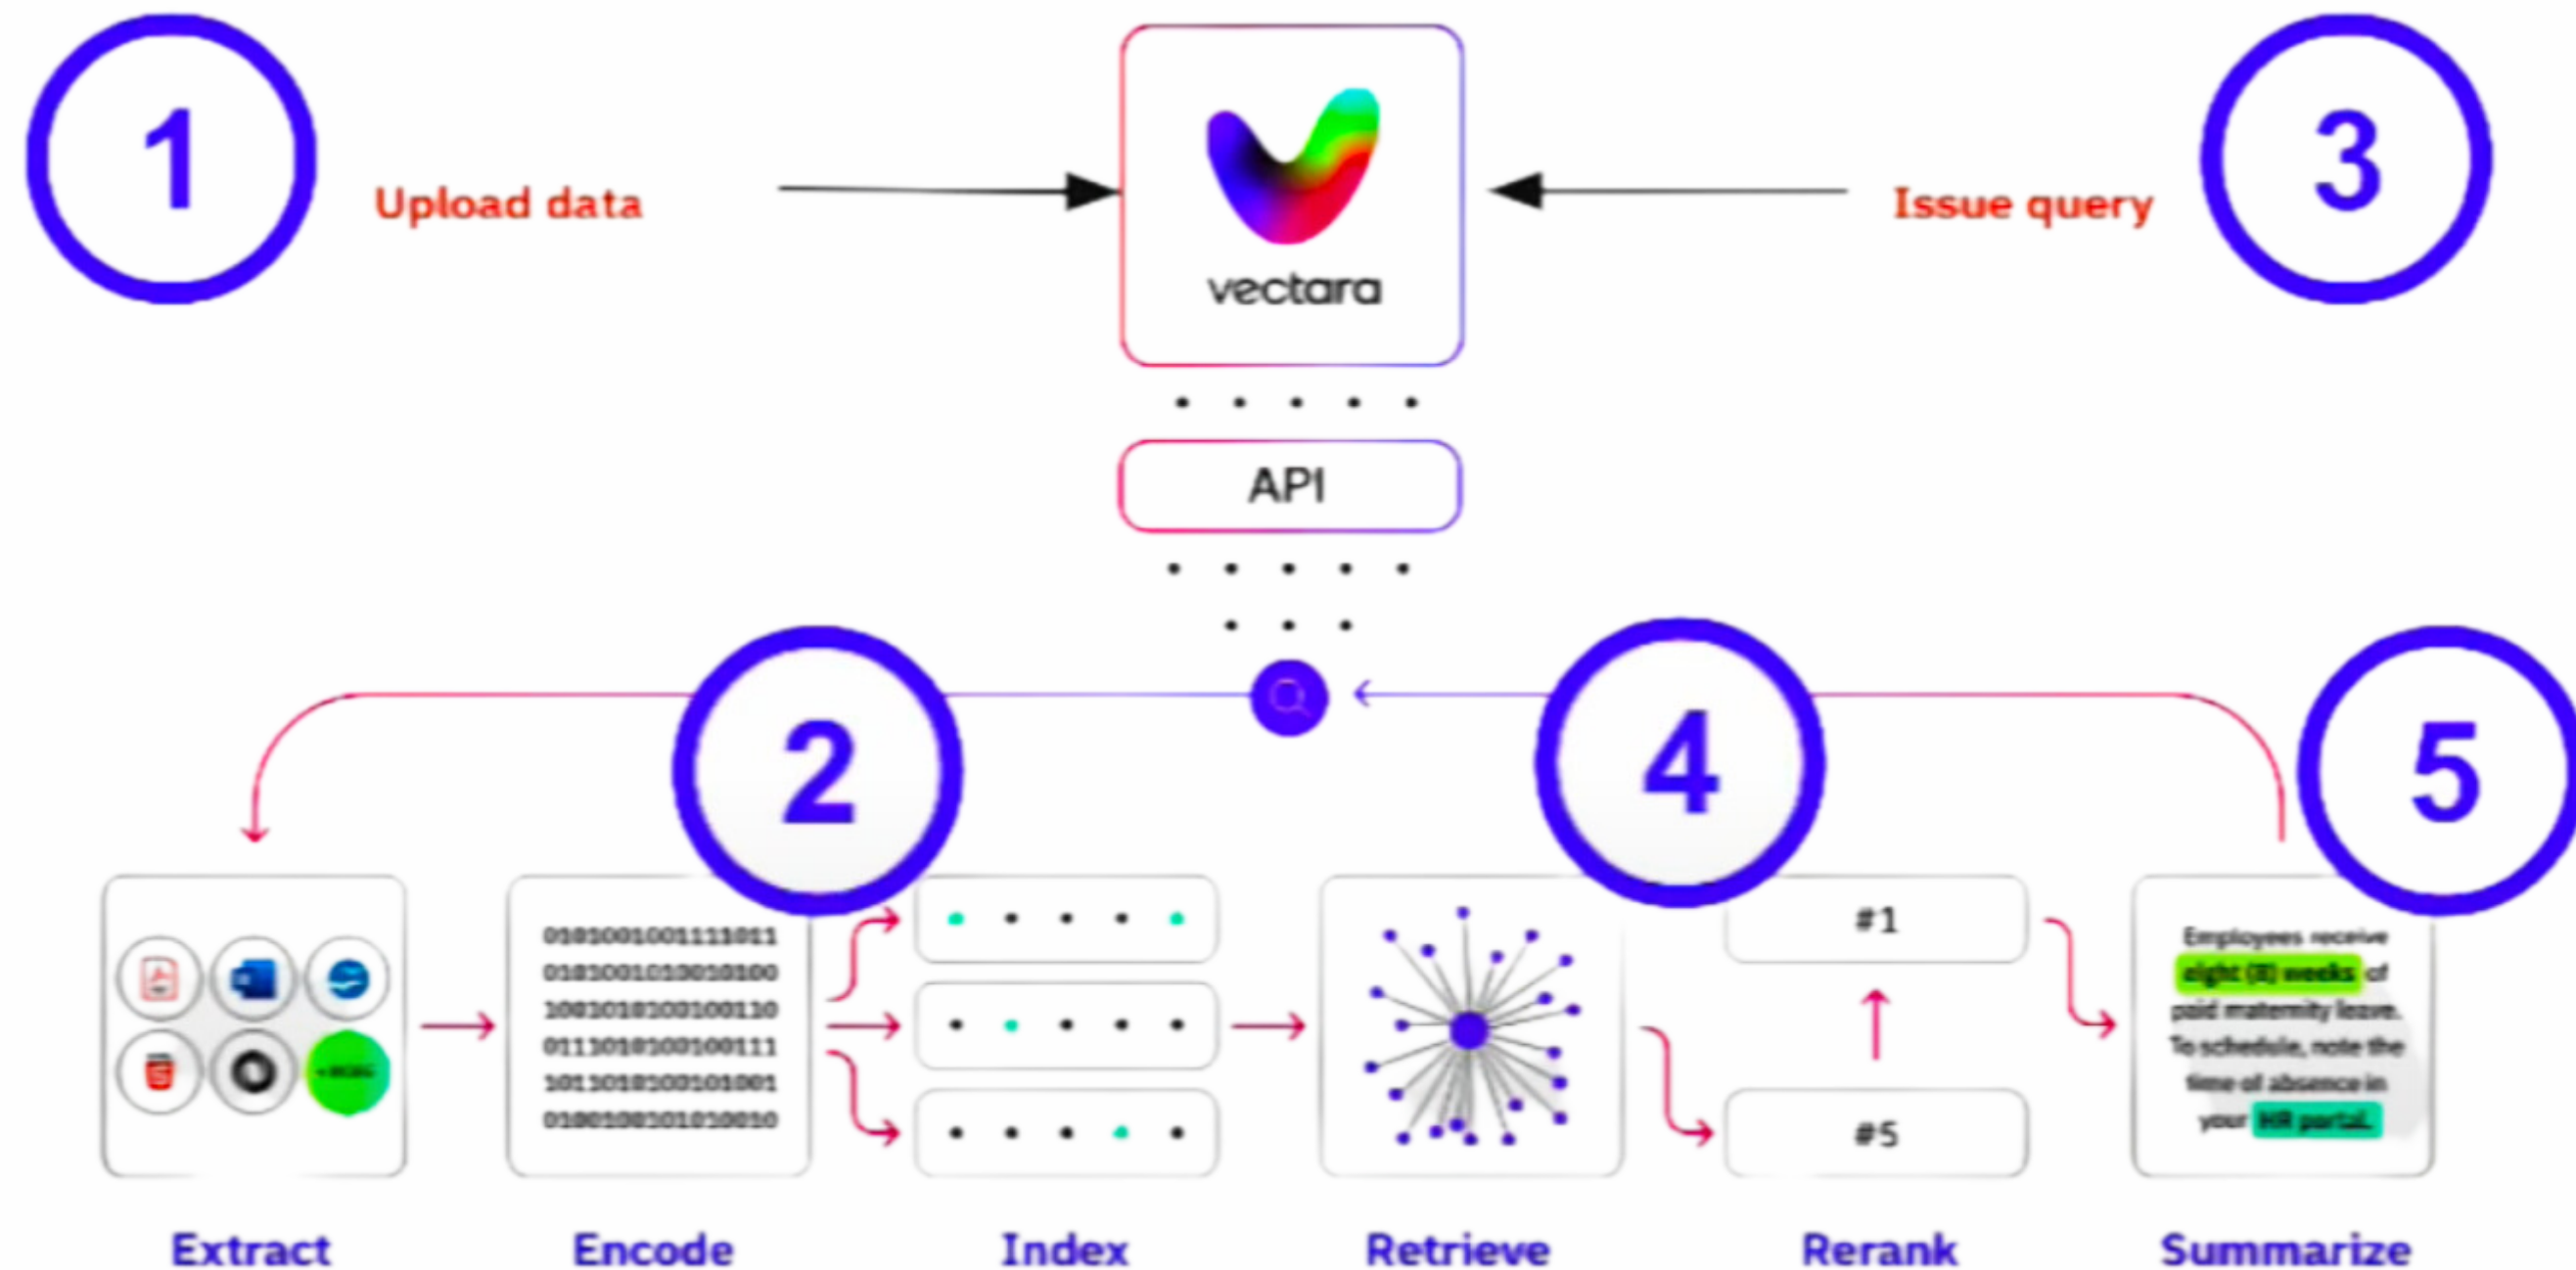 1
Upload data
vectara
Issue query
3
API
2
4
5
#1
#5
Employees receive
eight (8) weeks of
paid maternity leave.
To schedule, note the
time of absence in
your HR portal.
Extract
Encode
Index
Retrieve
Rerank
Summarize